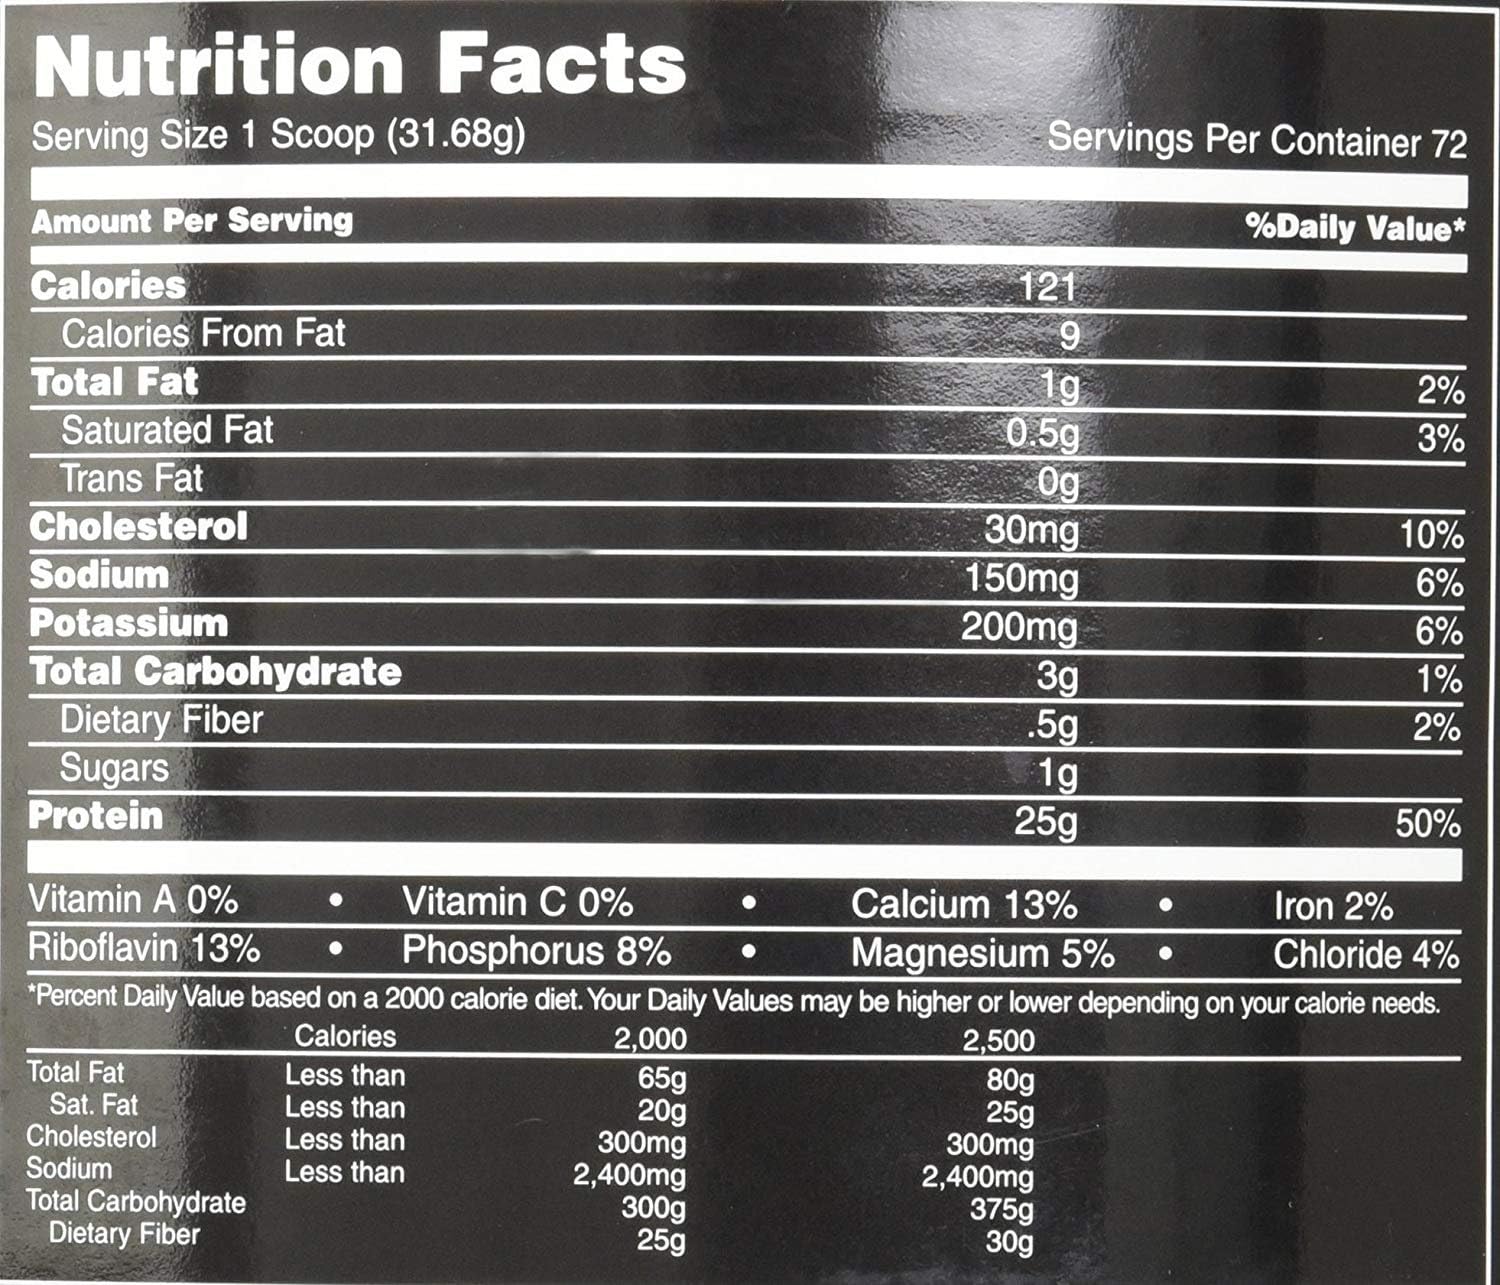 Nutrition Facts
Serving Size 1 Scoop (31.68g) Servings Per Container 72
Amount Per Serving %Daily Value*
Calories 121
Calories From Fat 9
Total Fat 1g 2%
Saturated Fat 0.5g 3%
Trans Fat 0g
Cholesterol 30mg 10%
Sodium 150mg 6%
Potassium 200mg 6%
Total Carbohydrate 3g 1%
Dietary Fiber .5g 2%
Sugars 1g
Protein 25g 50%
Vitamin A 0% • Vitamin C 0% • Calcium 13% • Iron 2%
Riboflavin 13% • Phosphorus 8% • Magnesium 5% • Chloride 4%
*Percent Daily Value based on a 2000 calorie diet. Your Daily Values may be higher or lower depending on your calorie needs.
Calories 2,000 2,500
Total Fat Less than 65g 80g
Sat. Fat Less than 20g 25g
Cholesterol Less than 300mg 300mg
Sodium Less than 2,400mg 2,400mg
Total Carbohydrate 300g 375g
Dietary Fiber 25g 30g